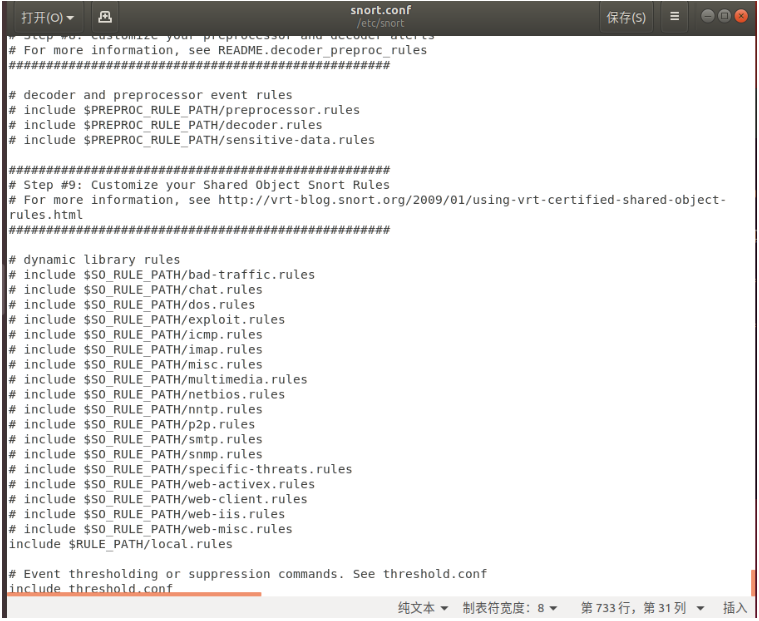 打开(O)
snort.conf
/etc/snort
保存(S)
# Step #8: Customize your preprocessor and decoder alerts
# For more information, see README.decoder_preproc_rules
###################################################

# decoder and preprocessor event rules
# include $PREPROC_RULE_PATH/preprocessor.rules
# include $PREPROC_RULE_PATH/decoder.rules
# include $PREPROC_RULE_PATH/sensitive-data.rules

###################################################
# Step #9: Customize your Shared Object Snort Rules
# For more information, see http://vrt-blog.snort.org/2009/01/using-vrt-certified-shared-object-
rules.html
###################################################

# dynamic library rules
# include $SO_RULE_PATH/bad-traffic.rules
# include $SO_RULE_PATH/chat.rules
# include $SO_RULE_PATH/dos.rules
# include $SO_RULE_PATH/exploit.rules
# include $SO_RULE_PATH/icmp.rules
# include $SO_RULE_PATH/imap.rules
# include $SO_RULE_PATH/misc.rules
# include $SO_RULE_PATH/multimedia.rules
# include $SO_RULE_PATH/netbios.rules
# include $SO_RULE_PATH/nntp.rules
# include $SO_RULE_PATH/p2p.rules
# include $SO_RULE_PATH/smtp.rules
# include $SO_RULE_PATH/snmp.rules
# include $SO_RULE_PATH/specific-threats.rules
# include $SO_RULE_PATH/web-activex.rules
# include $SO_RULE_PATH/web-client.rules
# include $SO_RULE_PATH/web-iis.rules
# include $SO_RULE_PATH/web-misc.rules
include $RULE_PATH/local.rules

# Event thresholding or suppression commands. See threshold.conf
include threshold.conf
纯文本 制表符宽度：8 第 733 行，第 31 列 插入